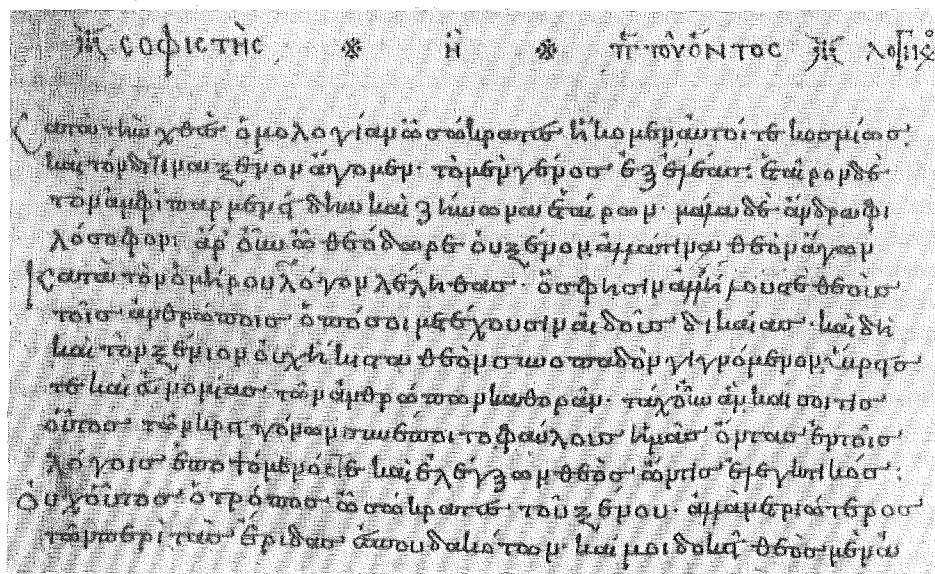 σοφιστὴς ※ ἢ ※ π τοῦ ὄντος λογικὸς
Κατὰ τὴν χθὲς ὁμολογίαν ὦ σώκρατες ἥκομεν αὐτοί τε κοσμίως·
καὶ τόνδε τινὰ ξένον ἄγομεν· τὸ μὲν γένος ἐξ ἐλέας· ἑταῖρον δὲ
τῶν ἀμφὶ παρμενίδην καὶ ζήνωνα ἑταίρων· μάλα δὲ ἄνδρα φι
λόσοφον: ἆρ' οὖν ὦ θεόδωρε οὐ ξένον ἀλλά τινα θεὸν ἄγων
κατὰ τὸν ὁμήρου λόγον λέληθας· ὅς φησιν ἄλλους τε θεοὺς
τοῖς ἀνθρώποις ὁπόσοι μετέχουσιν αἰδοῦς δικαίας· καὶ δὴ
καὶ τὸν ξένιον οὐχ ἥκιστα θεὸν συνοπαδὸν γιγνόμενον ὕβρεις
τε καὶ εὐνομίας τῶν ἀνθρώπων καθορᾶν· τάχ' οὖν ἂν καὶ σοί τις
οὗτος τῶν κρειττόνων συνέποιτο φαύλους ἡμᾶς ὄντας ἐν τοῖς
λόγοις ἐποψόμενός τε καὶ ἐλέγξων θεὸς ὤν τις ἐλεγκτικός:
Οὐχ οὗτος ὁ τρόπος ὦ σώκρατες τοῦ ξένου· ἀλλὰ μετριώτερος
τῶν περὶ τὰς ἔριδας ἐσπουδακότων· καί μοι δοκεῖ θεὸς μὲν